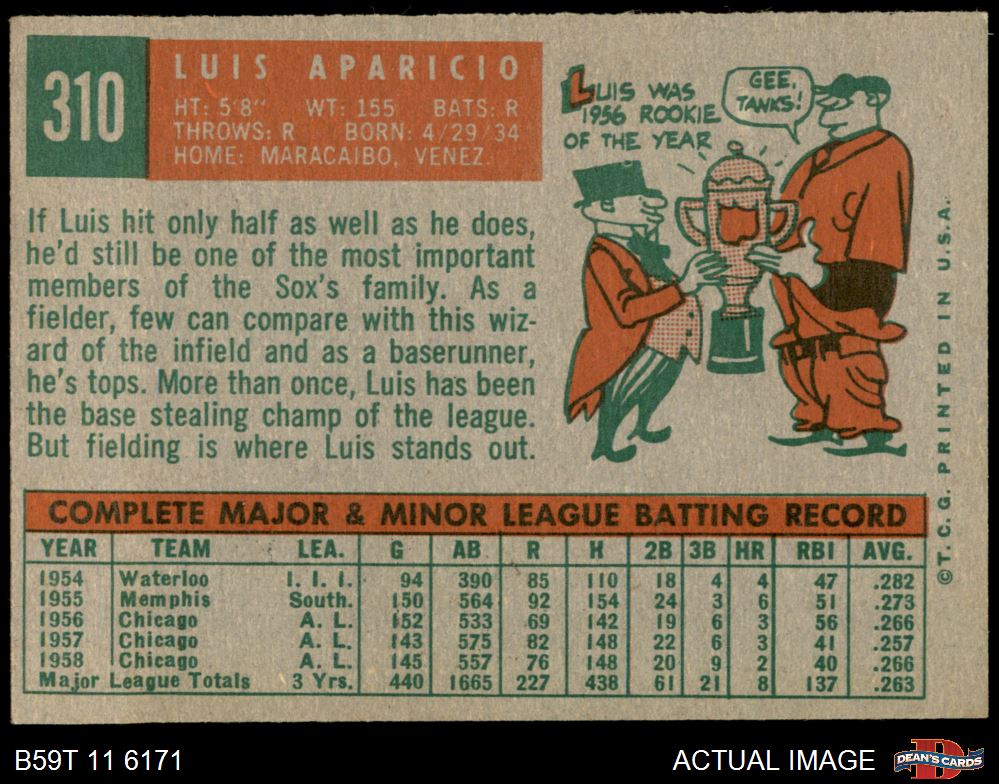 310
LUIS APARICIO
HT: 5'8" WT: 155 BATS: R
THROWS: R BORN: 4/29/34
HOME: MARACAIBO, VENEZ.
If Luis hit only half as well as he does,
he'd still be one of the most important
members of the Sox's family. As a
fielder, few can compare with this wiz-
ard of the infield and as a baserunner,
he's tops. More than once, Luis has been
the base stealing champ of the league.
But fielding is where Luis stands out.
LUIS WAS
1956 ROOKIE
OF THE YEAR
GEE,
TANKS!
COMPLETE MAJOR & MINOR LEAGUE BATTING RECORD
YEAR TEAM LEA. G AB R H 2B 3B HR RBI AVG.
1954 Waterloo I. I. I. 94 390 85 110 18 4 4 47 .282
1955 Memphis South. 150 564 92 154 24 3 6 51 .273
1956 Chicago A. L. 152 533 69 142 19 6 3 56 .266
1957 Chicago A. L. 143 575 82 148 22 6 3 41 .257
1958 Chicago A. L. 145 557 76 148 20 9 2 40 .266
Major League Totals 3 Yrs. 440 1665 227 438 61 21 8 137 .263
©T. C. G. PRINTED IN U.S.A.
B59T 11 6171
ACTUAL IMAGE
D
DEAN'S CARDS